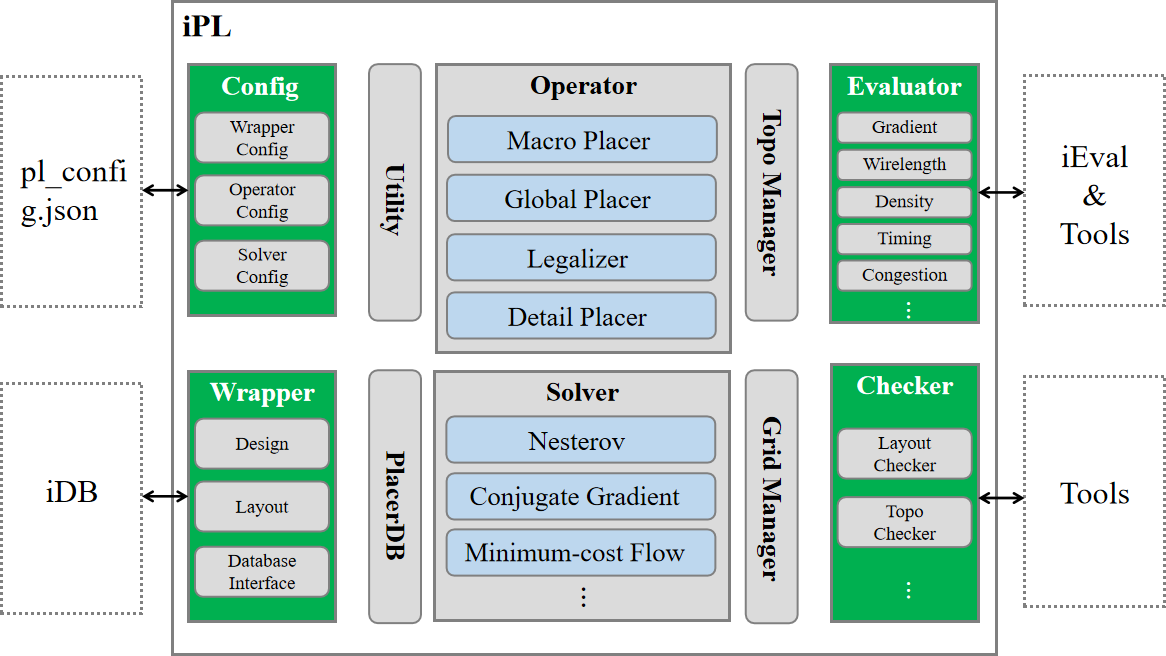 iPL
pl_confi
g.json
Config
Wrapper
Config
Operator
Config
Solver
Config
Utility
Operator
Macro Placer
Global Placer
Legalizer
Detail Placer
Topo Manager
Evaluator
Gradient
Wirelength
Density
Timing
Congestion
⋮
iEval
&
Tools
iDB
Wrapper
Design
Layout
Database
Interface
PlacerDB
Solver
Nesterov
Conjugate Gradient
Minimum-cost Flow
⋮
Grid Manager
Checker
Layout
Checker
Topo
Checker
⋮
Tools